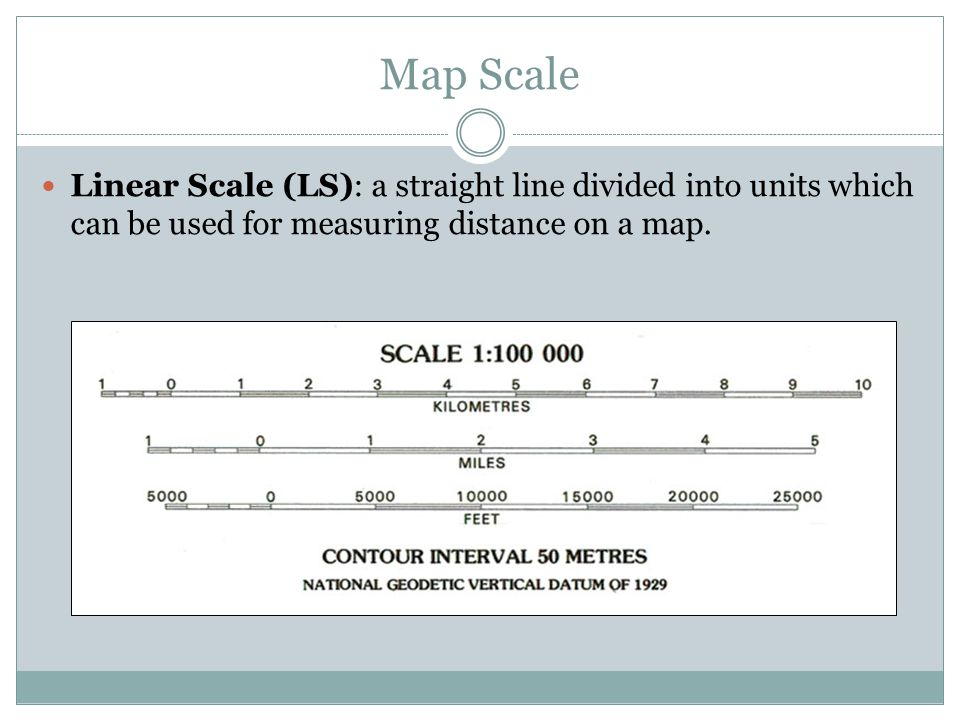 Map Scale
Linear Scale (LS): a straight line divided into units which
can be used for measuring distance on a map.
SCALE 1:100 000
1 0 1 2 3 4 5 6 7 8 9 10
KILOMETRES
1 0 1 2 3 4 5
MILES
5000 0 5000 10000 15000 20000 25000
FEET
CONTOUR INTERVAL 50 METRES
NATIONAL GEODETIC VERTICAL DATUM OF 1929